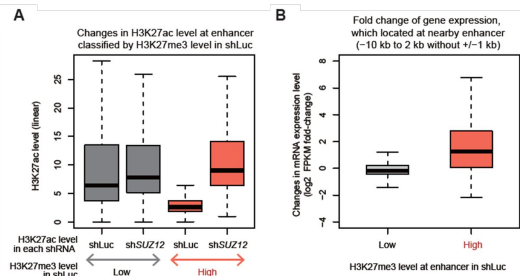 A
Changes in H3K27ac level at enhancer
classified by H3K27me3 level in shLuc
H3K27ac level (linear)
25
20
15
10
5
0
H3K27ac level
in each shRNA
shLuc shSUZ12 shLuc shSUZ12
H3K27me3 level
in shLuc
Low High
B
Fold change of gene expression,
which located at nearby enhancer
(−10 kb to 2 kb without +/−1 kb)
Changes in mRNA expression level
(log2 FPKM fold-change)
8
6
4
2
0
−2
−4
Low High
H3K27me3 level at enhancer in shLuc